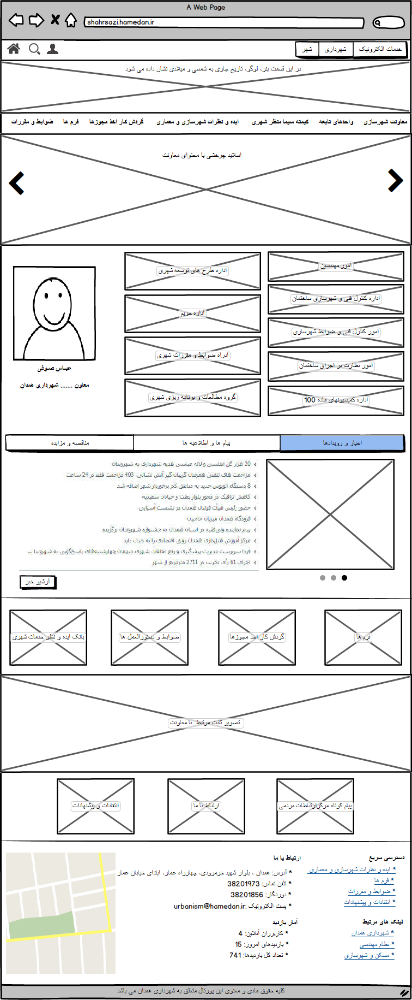 A Web Page
shahrsazi.hamedan.ir
خدمات الکترونیک
شهرداری
شهر
در این قسمت بنر، لوگو، تاریخ جاری به شمسی و میلادی نشان داده می شود
معاونت شهرسازی
واحدهای تابعه
کیمته سیما منظر شهری
ایده و نظرات شهرسازی و معماری
گردش کار اخذ مجوزها
فرم ها
ضوابط و مقررات
اسلاید چرخشی با محتوای معاونت
امور مهندسین
اداره کنترل فنی و شهرسازی ساختمان
امور کنترل فنی و ضوابط شهرسازی
امور نظارت بر اجرای ساختمان
اداره کمیسیونهای ماده 100
اداره طرح های توسعه شهری
اداره حریم
ادراه ضوابط و مقررات شهری
گروه مطالعات و برنامه ریزی شهری
عباس صوفی
معاون ....... شهرداری همدان
اخبار و رویدادها
پیام ها و اطلاعیه ها
مناقصه و مزایده
20 هزار گل اطلسی و لاله عباسی هدیه شهرداری به شهروندان
مزاحمت های تلفنی همچنان گریبان گیر آتش نشانی، 403 مزاحمت فقط در 24 ساعت
8 دستگاه اتوبوس جدید به مناطق کم برخوردار شهر اضافه شد
کاهش ترافیک در محور بلوار بعثت و خیابان سعیدیه
حضور رئیس هیأت فوتبال همدان در نشست آسیایی
فرودگاه همدان میزبان حاجیان
پیام نماینده ولی‌فقیه در استان همدان به جشنواره شهروندان برگزیده
مرکز آموزش هتل‌داری همدان رونق اقتصادی را به دنبال دارد
فردا سرپرست مدیریت پیشگیری و رفع تخلفات شهری میهمان چهارشنبه‌های پاسخ‌گویی به شهروندا ...
اجرای 61 رأی تخریب در 2711 مترمربع از شهر
آرشیو خبر
فرم ها
گردش کار اخذ مجوزها
ضوابط و دستورالعمل ها
بانک ایده و نظر خدمات شهری
تصویر ثابت مرتبط با معاونت
پیام کوتاه مرکزارتباطات مردمی
ارتباط با ما
انتقادات و پیشنهادات
دسترسی سریع
* ایده و نظرات شهرسازی و معماری
* فرم ها
* ضوابط و مقررات
* انتقادات و پیشنهادات
لینک های مرتبط
* شهرداری همدان
* نظام مهندسی
* مسکن و شهرسازی
ارتباط با ما
* آدرس: همدان ، بلوار شهید خرمرودی، چهارراه عمار، ابتدای خیابان عمار
* تلفن تماس: 38201973
* دورنگار: 38201856
* پست الکترونیک: urbanism@hamedan.ir
آمار بازدید
* کاربرران آنلاین: 4
* بازدیدهای امروز: 15
* تعداد کل بازدیدها: 741
کلیه حقوق مادی و معنوی این پورتال متعلق به شهرداری همدان می باشد